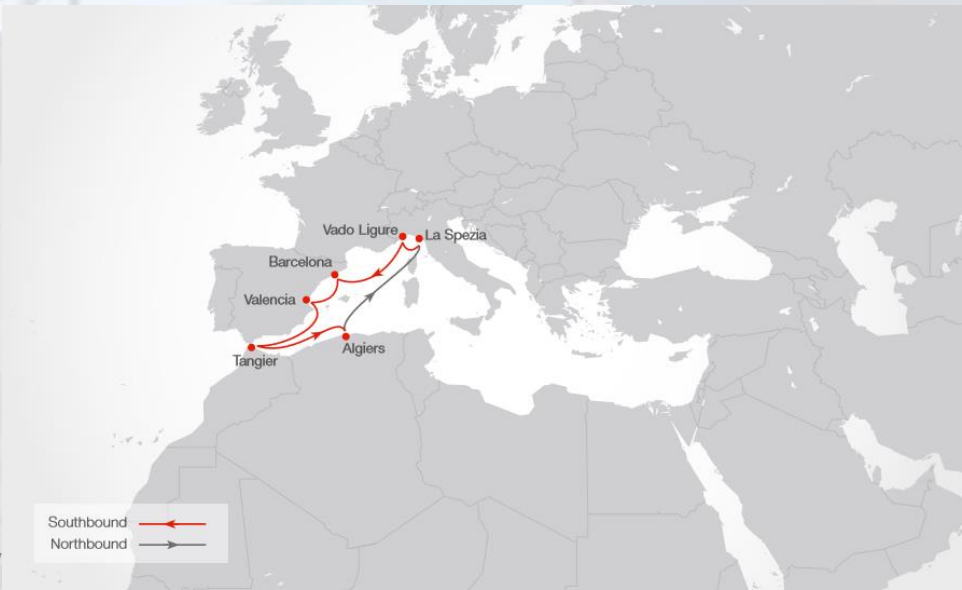 Vado Ligure
La Spezia
Barcelona
Valencia
Tangier
Algiers
Southbound
Northbound